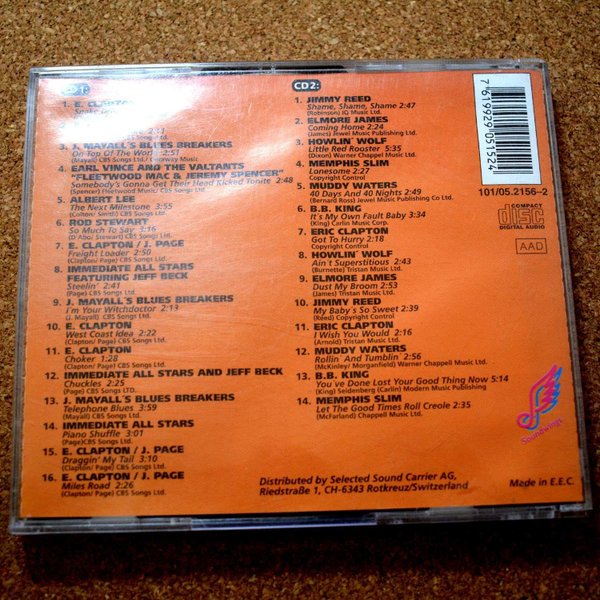 CD 1:
1. E. CLAPTON
Snake
2:51
3. J. MAYALL'S BLUES BREAKERS
On Top Of The World 2:51
(Mayall) CBS Songs Ltd./ Leerway Music
4. EARL VINCE AND THE VALIANTS
"FLEETWOOD MAC & JEREMY SPENCER"
Somebody's Gonna Get Their Head Kicked Tonite 2:48
(Spencer) Fleetwood Music/ CBS Songs Ltd.
5. ALBERT LEE
The Next Milestone 3:55
(Colton/ Smith) CBS Songs Ltd.
6. ROD STEWART
So Much To Say 3:16
(D'Abo/ Stewart) CBS Songs Ltd.
7. E. CLAPTON / J. PAGE
Freight Loader 2:50
(Clapton/ Page) CBS Songs Ltd.
8. IMMEDIATE ALL STARS
FEATURING JEFF BECK
Steelin' 2:41
(Page) CBS Songs Ltd.
9. J. MAYALL'S BLUES BREAKERS
I'm Your Witchdoctor 2:13
(J. Mayall) CBS Songs Ltd.
10. E. CLAPTON
West Coast Idea 2:22
(Clapton / Page) CBS Songs Ltd.
11. E. CLAPTON
Choker 1:28
(Clapton / Page) CBS Songs Ltd.
12. IMMEDIATE ALL STARS AND JEFF BECK
Chuckles 2:25
(Page) CBS Songs LTD.
13. J. MAYALL'S BLUES BREAKERS
Telephone Blues 3:59
(Mayall) CBS Songs Ltd.
14. IMMEDIATE ALL STARS
Piano Shuffle 3:01
(Page)CBS Songs Ltd.
15. E. CLAPTON / J. PAGE
Draggin' My Tail 3:10
(Clapton/ Page) CBS Songs Ltd.
16. E. CLAPTON / J. PAGE
Miles Road 2:26
(Clapton/ Page) CBS Songs Ltd.
CD 2:
1. JIMMY REED
Shame, Shame, Shame 2:47
(Robinson) IQ Music Ltd.
2. ELMORE JAMES
Coming Home 2:24
(James) Jewel Music Publishing Ltd.
3. HOWLIN' WOLF
Little Red Rooster 5:35
(Dixon) Warner Chappel Music Ltd.
4. MEMPHIS SLIM
Lonesome 2:27
Copyright Control
5. MUDDY WATERS
40 Days And 40 Nights 2:49
(Bernard Ross) Jewel Music Publishing Co Ltd.
6. B.B. KING
It's My Own Fault Baby 3:34
(King) Carlin Music Corp.
7. ERIC CLAPTON
Got To Hurry 2:18
Copyright Control
8. HOWLIN' WOLF
Ain't Superstitious 2:43
(Burnette) Tristan Music Ltd.
9. ELMORE JAMES
Dust My Broom 2:53
(James) Tristan Music Ltd.
10. JIMMY REED
My Baby's So Sweet 2:39
(Reed) Copyright Control
11. ERIC CLAPTON
I Wish You Would 2:16
(Arnold) Tristan Music Ltd.
12. MUDDY WATERS
Rollin And Tumblin' 2:56
(McKinley/ Morganfield) Warner Chappell Music Ltd.
13. B.B. KING
You've Done Lost Your Good Thing Now 5:14
(King) Seidenberg (Carlin) Modern Music Publishing
14. MEMPHIS SLIM
Let The Good Times Roll Creole 2:35
(McFarland) Chappell Music Ltd.
Distributed by Selected Sound Carrier AG,
Riedstraße 1, CH-6343 Rotkreuz/Switzerland
7 619929 051524
101/05.2156-2
COMPACT
disc
DIGITAL AUDIO
AAD
Soundwings
Made in E.E.C.